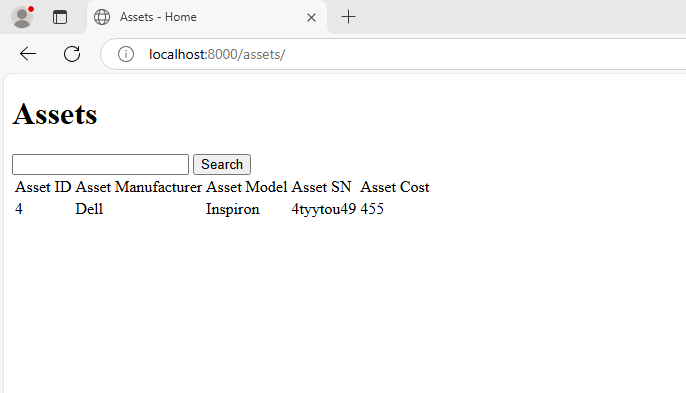 Assets - Home
localhost:8000/assets/
Assets
Search
Asset ID Asset Manufacturer Asset Model Asset SN Asset Cost
4 Dell Inspiron 4tyytou49 455